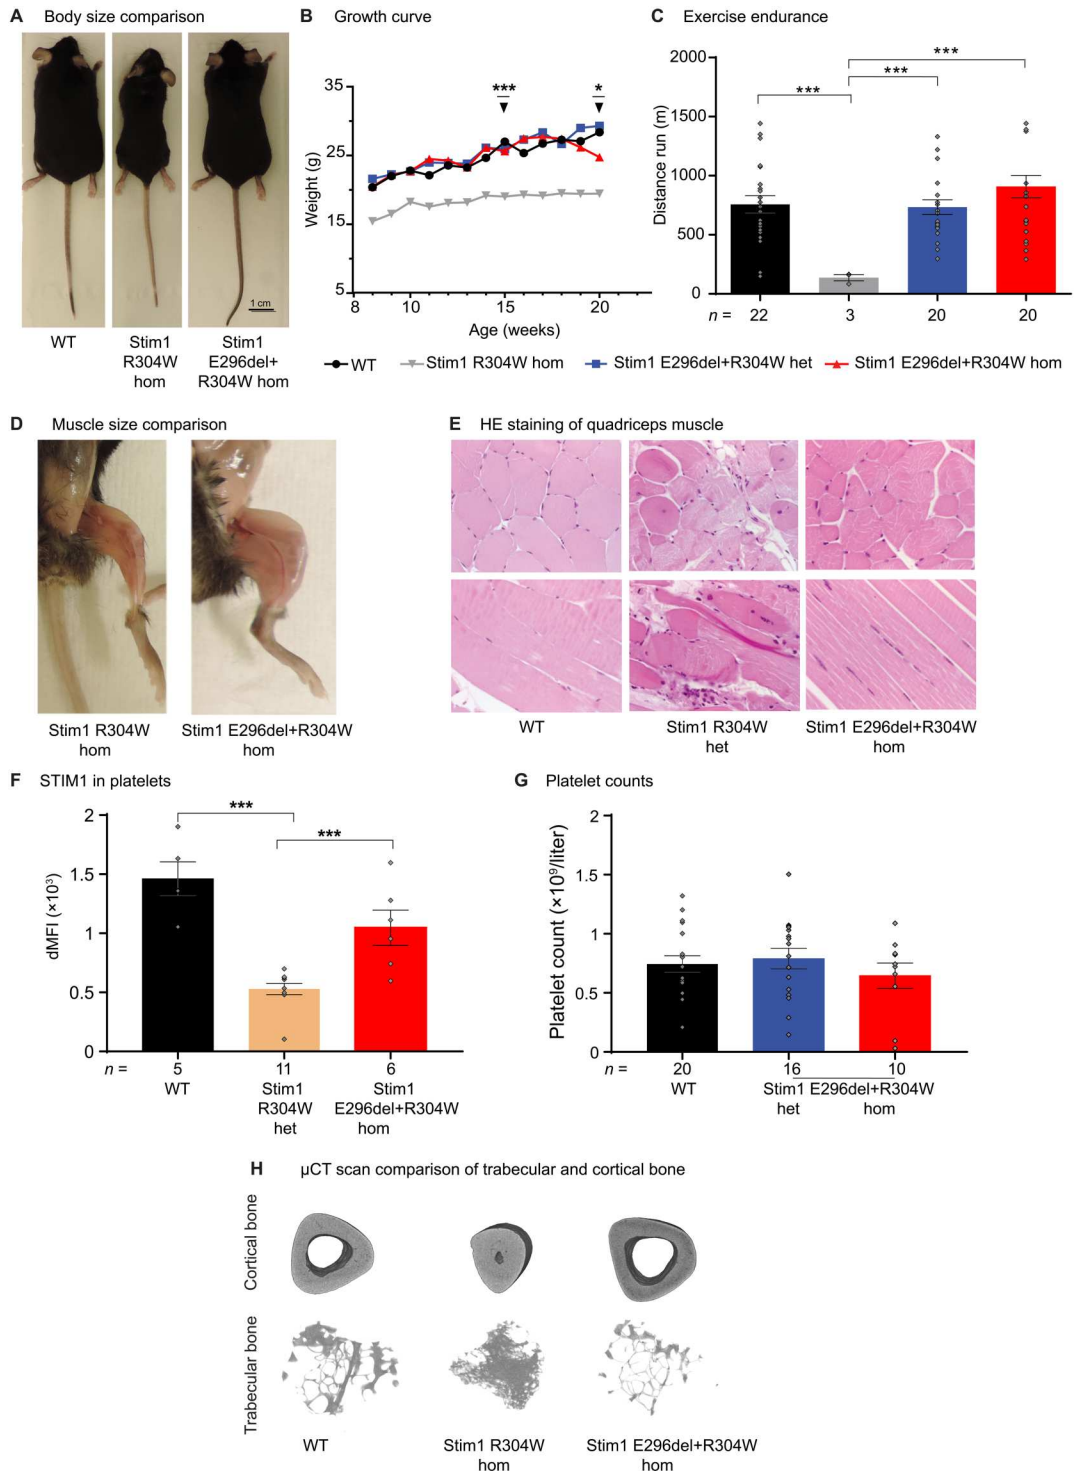 A Body size comparison
1 cm
WT
Stim1
R304W
hom
Stim1
E296del+
R304W hom
B Growth curve
Weight (g)
35
25
15
5
***
*
8 10 15 20
Age (weeks)
C Exercise endurance
Distance run (m)
2000
1500
1000
500
0
***
***
***
n = 22 3 20 20
WT Stim1 R304W hom Stim1 E296del+R304W het Stim1 E296del+R304W hom
D Muscle size comparison
Stim1 R304W
hom
Stim1 E296del+R304W
hom
E HE staining of quadriceps muscle
WT
Stim1 R304W
het
Stim1 E296del+R304W
hom
F STIM1 in platelets
dMFI (×10³)
2
1.5
1
0.5
0
***
***
n = 5 11 6
WT
Stim1
R304W
het
Stim1
E296del+R304W
hom
G Platelet counts
Platelet count (×10⁹/liter)
2
1.5
1
0.5
0
n = 20 16 10
WT
Stim1 E296del+R304W
het hom
H µCT scan comparison of trabecular and cortical bone
Cortical bone
Trabecular bone
WT
Stim1 R304W
hom
Stim1 E296del+R304W
hom